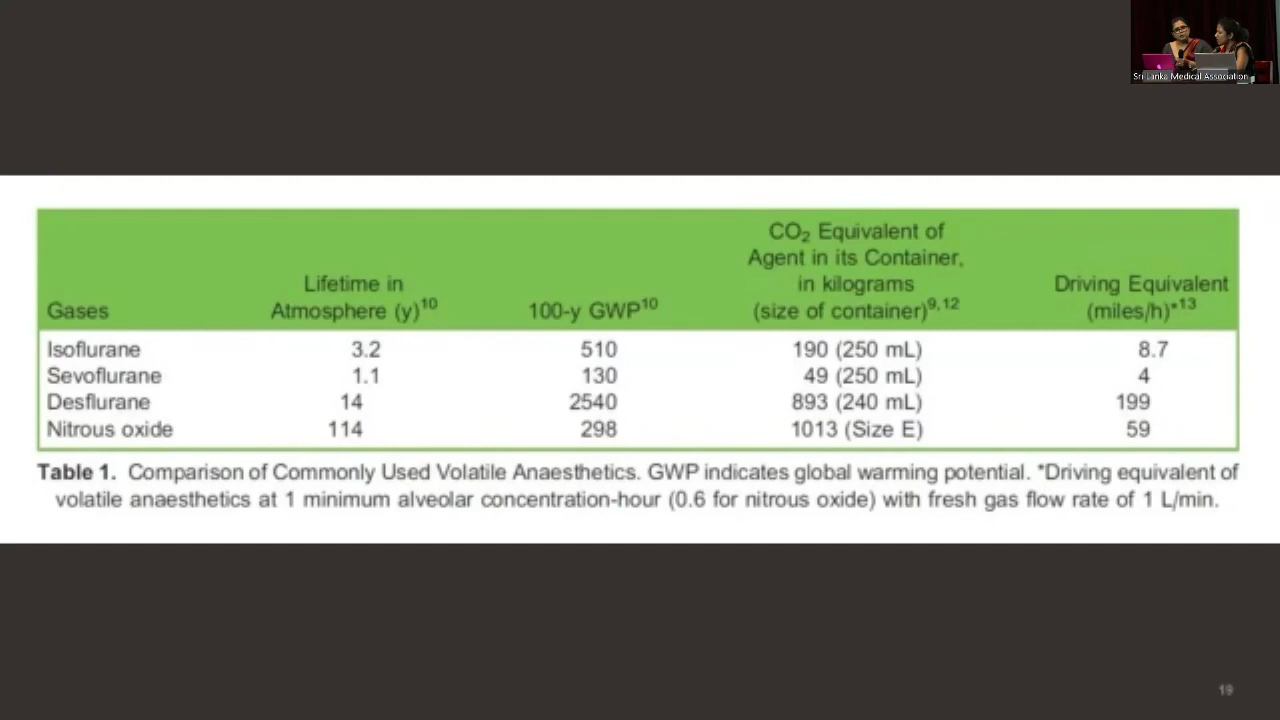 Sri Lanka Medical Association
Gases Lifetime in Atmosphere (y)10 100-y GWP10 CO2 Equivalent of Agent in its Container, in kilograms (size of container)9,12 Driving Equivalent (miles/h)*13
Isoflurane 3.2 510 190 (250 mL) 8.7
Sevoflurane 1.1 130 49 (250 mL) 4
Desflurane 14 2540 893 (240 mL) 199
Nitrous oxide 114 298 1013 (Size E) 59
Table 1. Comparison of Commonly Used Volatile Anaesthetics. GWP indicates global warming potential. *Driving equivalent of
volatile anaesthetics at 1 minimum alveolar concentration-hour (0.6 for nitrous oxide) with fresh gas flow rate of 1 L/min.
19